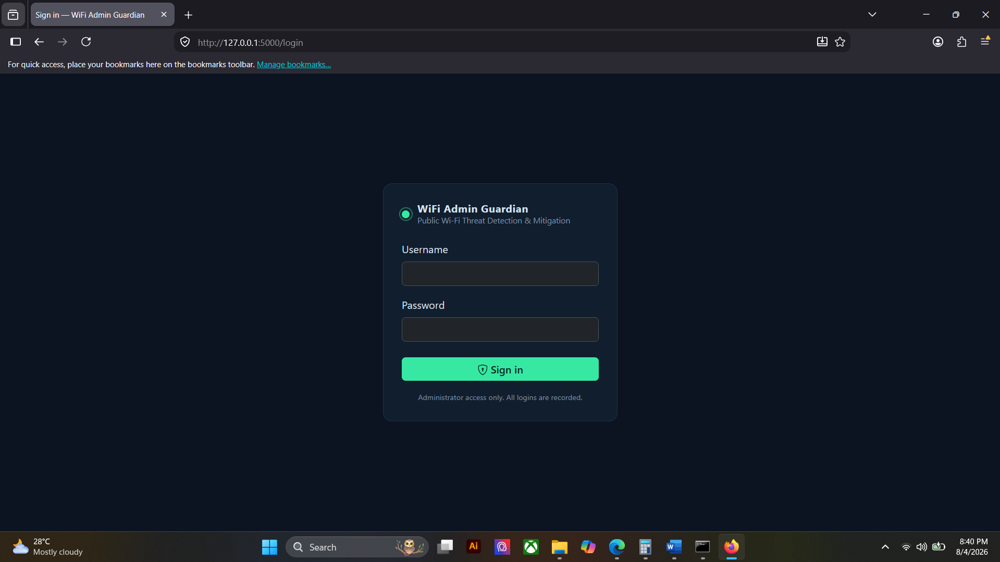 Sign in — WiFi Admin Guardian
http://127.0.0.1:5000/login
For quick access, place your bookmarks here on the bookmarks toolbar. Manage bookmarks...
WiFi Admin Guardian
Public Wi-Fi Threat Detection & Mitigation
Username
Password
Sign in
Administrator access only. All logins are recorded.
28°C
Mostly cloudy
Search
Ai
W
8:40 PM
8/4/2026